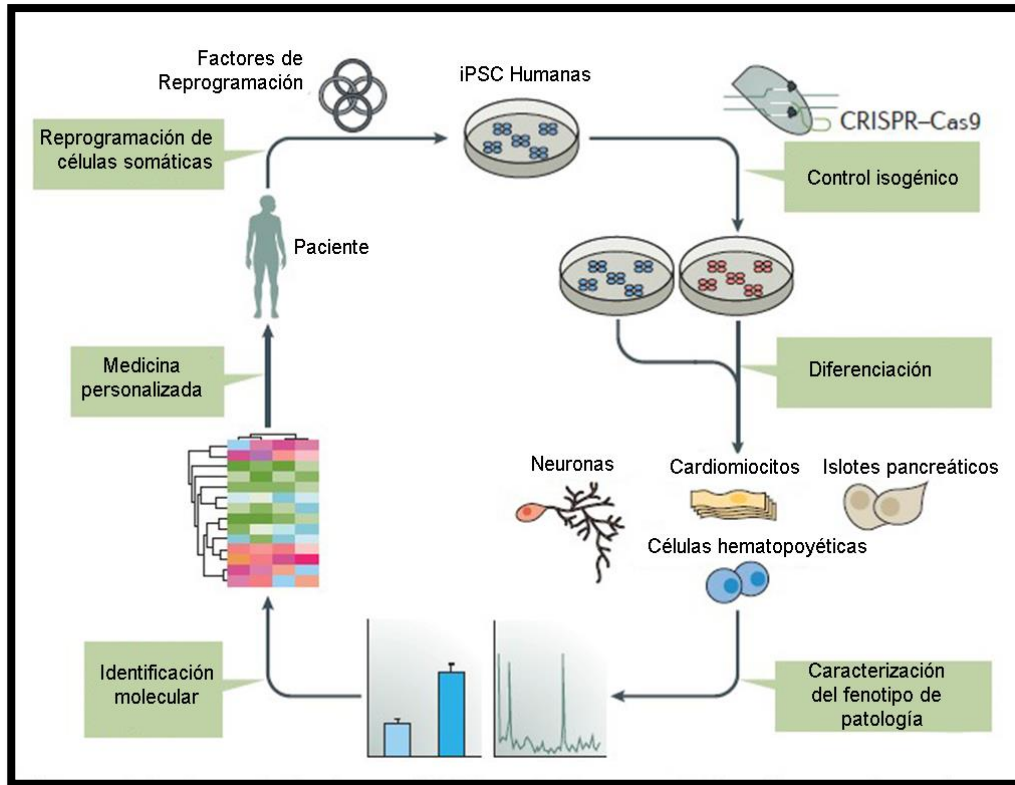 Factores de
Reprogramación
iPSC Humanas
CRISPR–Cas9
Reprogramación de
células somáticas
Control isogénico
Paciente
Medicina
personalizada
Diferenciación
Neuronas
Cardiomiocitos
Islotes pancreáticos
Células hematopoyéticas
Identificación
molecular
Caracterización
del fenotipo de
patología